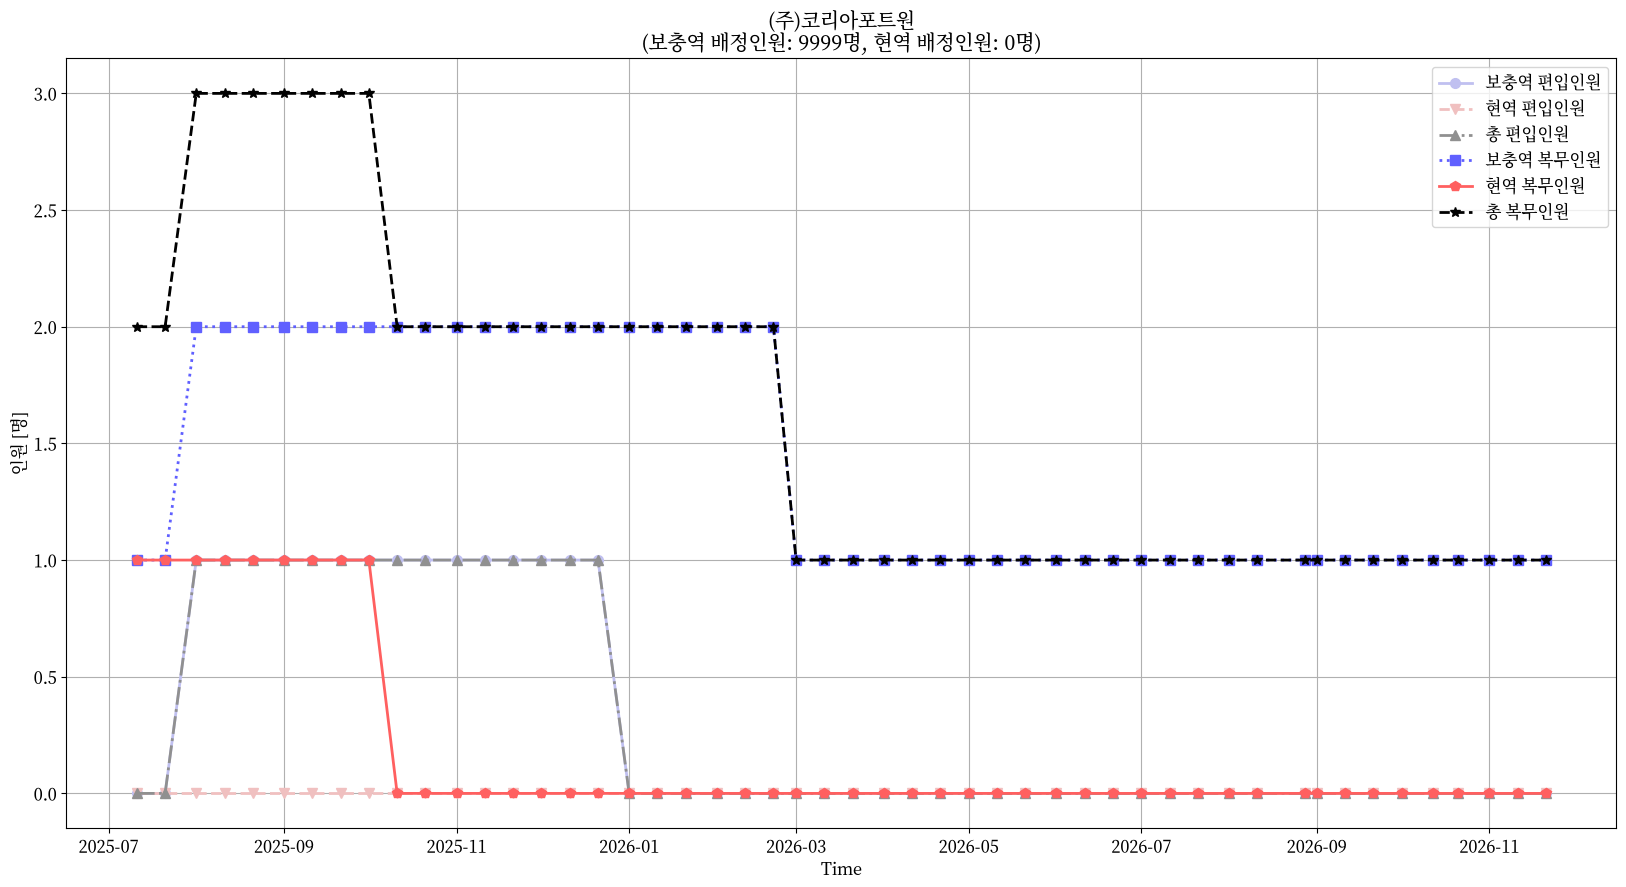 (주)코리아포트원
(보충역 배정인원: 9999명, 현역 배정인원: 0명)
보충역 편입인원
현역 편입인원
총 편입인원
보충역 복무인원
현역 복무인원
총 복무인원
인원 [명]
3.0
2.5
2.0
1.5
1.0
0.5
0.0
2025-07 2025-09 2025-11 2026-01 2026-03 2026-05 2026-07 2026-09 2026-11
Time